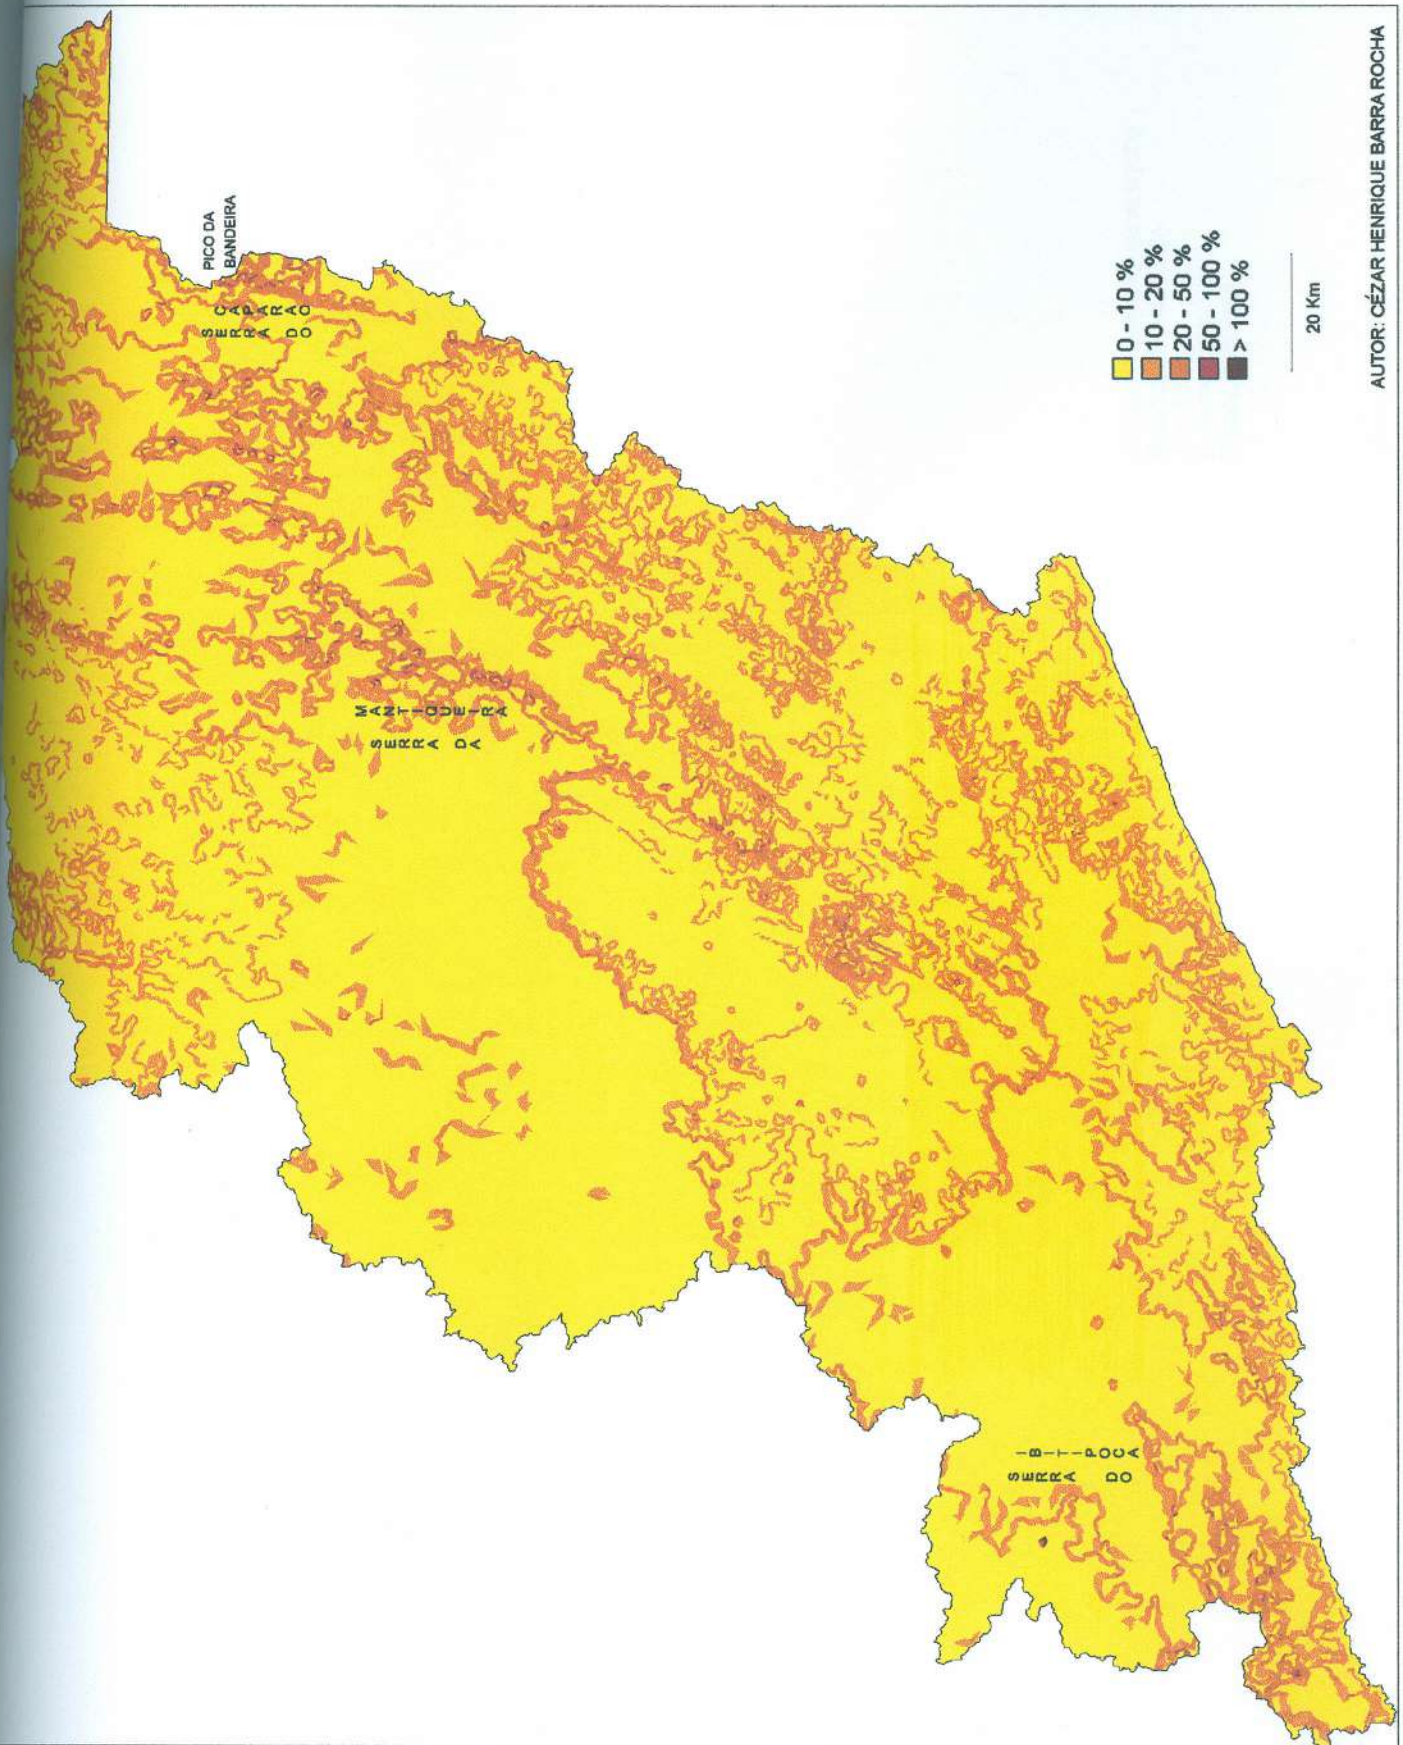 PICO DA
BANDEIRA
SERRA DO
CAPARAÓ
SERRA DA
MANTIQUEIRA
SERRA DO
IBITIPOCA
0 - 10 %
10 - 20 %
20 - 50 %
50 - 100 %
> 100 %
20 Km
AUTOR: CÉZAR HENRIQUE BARRA ROCHA